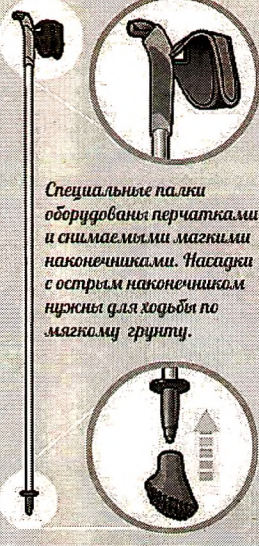 Специальные палки
оборудованы перчатками
и снимаемыми мягкими
наконечниками. Насадки
с острым наконечником
нужны для ходьбы по
мягкому грунту.